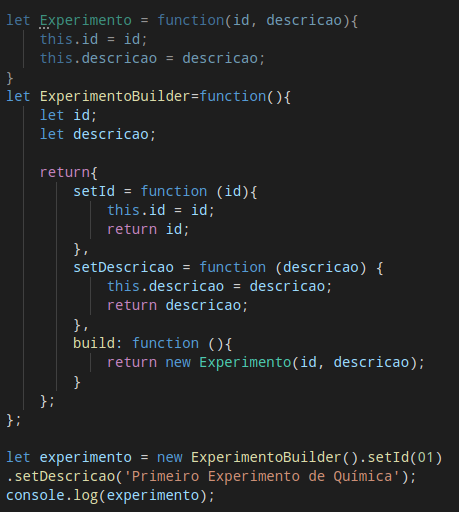 let Experimento = function(id, descricao){
this.id = id;
this.descricao = descricao;
}
let ExperimentoBuilder=function(){
let id;
let descricao;
return{
setId = function (id){
this.id = id;
return id;
},
setDescricao = function (descricao) {
this.descricao = descricao;
return descricao;
},
build: function (){
return new Experimento(id, descricao);
}
};
};
let experimento = new ExperimentoBuilder().setId(01)
.setDescricao('Primeiro Experimento de Química');
console.log(experimento);